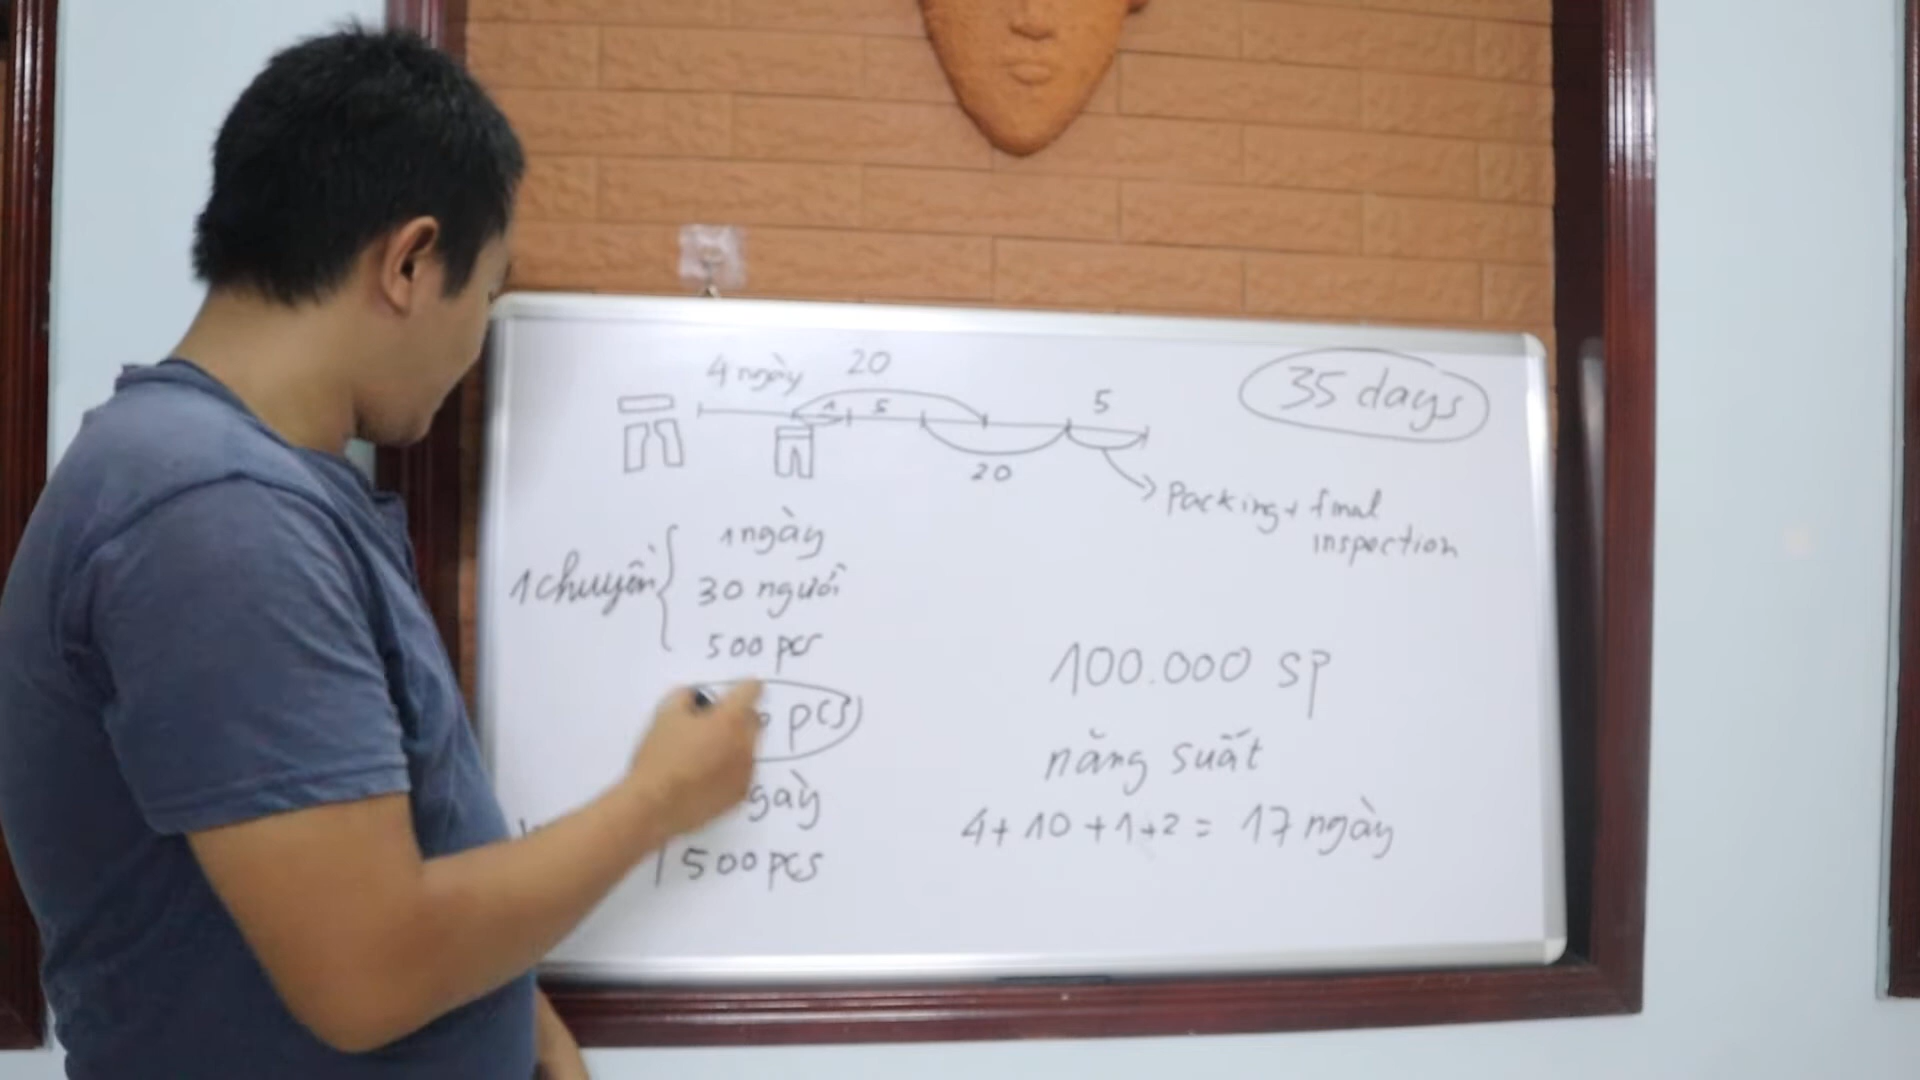 4 ngày
20
35 days
1
5
5
20
Packing + final
inspection
1 chuyền
1 ngày
30 người
500 pcs
pcs
500 pcs
100.000 sp
năng suất
4+10+1+2 = 17 ngày